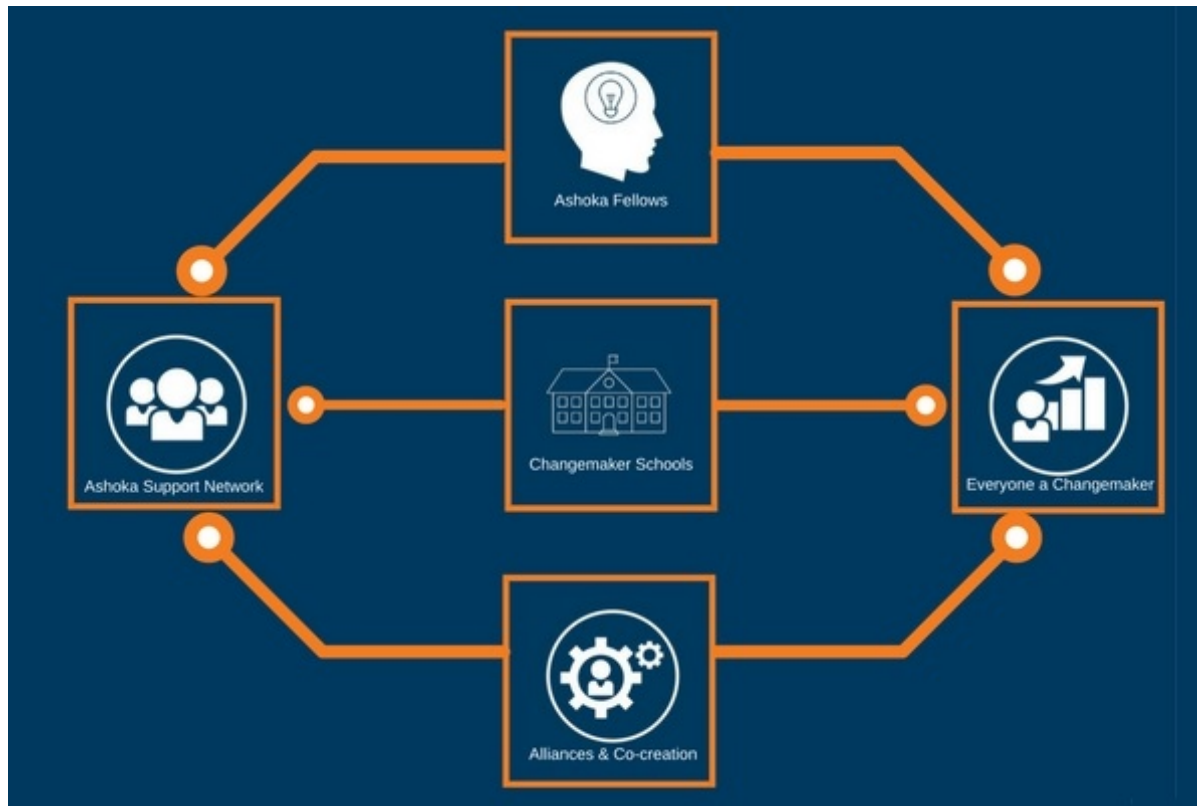 Ashoka Fellows
Ashoka Support Network
Changemaker Schools
Everyone a Changemaker
Alliances & Co-creation